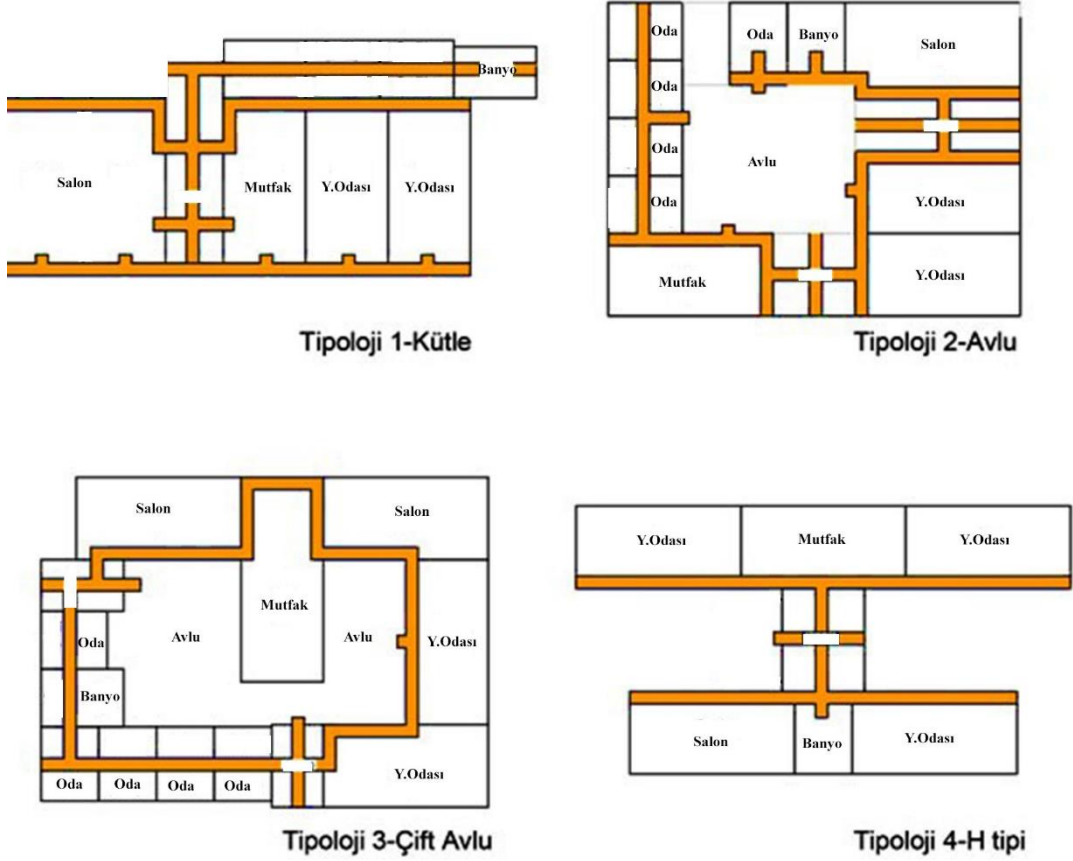 Banyo
Salon
Mutfak
Y.Odası
Y.Odası
Tipoloji 1-Kütle
Oda
Oda
Banyo
Salon
Oda
Oda
Avlu
Oda
Y.Odası
Mutfak
Y.Odası
Tipoloji 2-Avlu
Salon
Salon
Mutfak
Oda
Avlu
Avlu
Y.Odası
Banyo
Oda
Oda
Oda
Oda
Y.Odası
Tipoloji 3-Çift Avlu
Y.Odası
Mutfak
Y.Odası
Salon
Banyo
Y.Odası
Tipoloji 4-H tipi